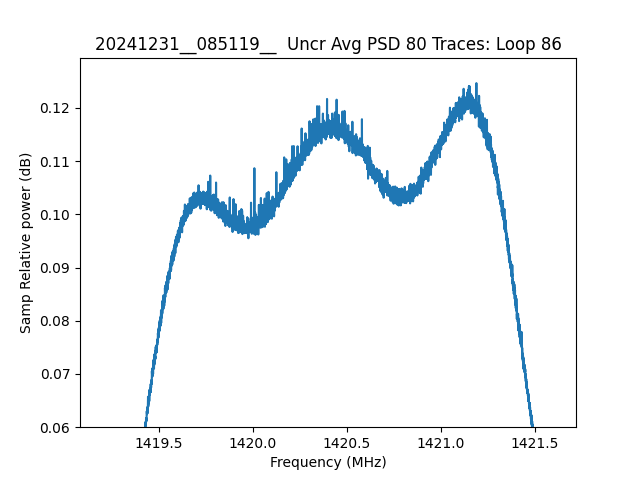 20241231__085119__  Uncr Avg PSD 80 Traces: Loop 86
0.12
0.11
0.10
0.09
0.08
0.07
0.06
Samp Relative power (dB)
1419.5 1420.0 1420.5 1421.0 1421.5
Frequency (MHz)